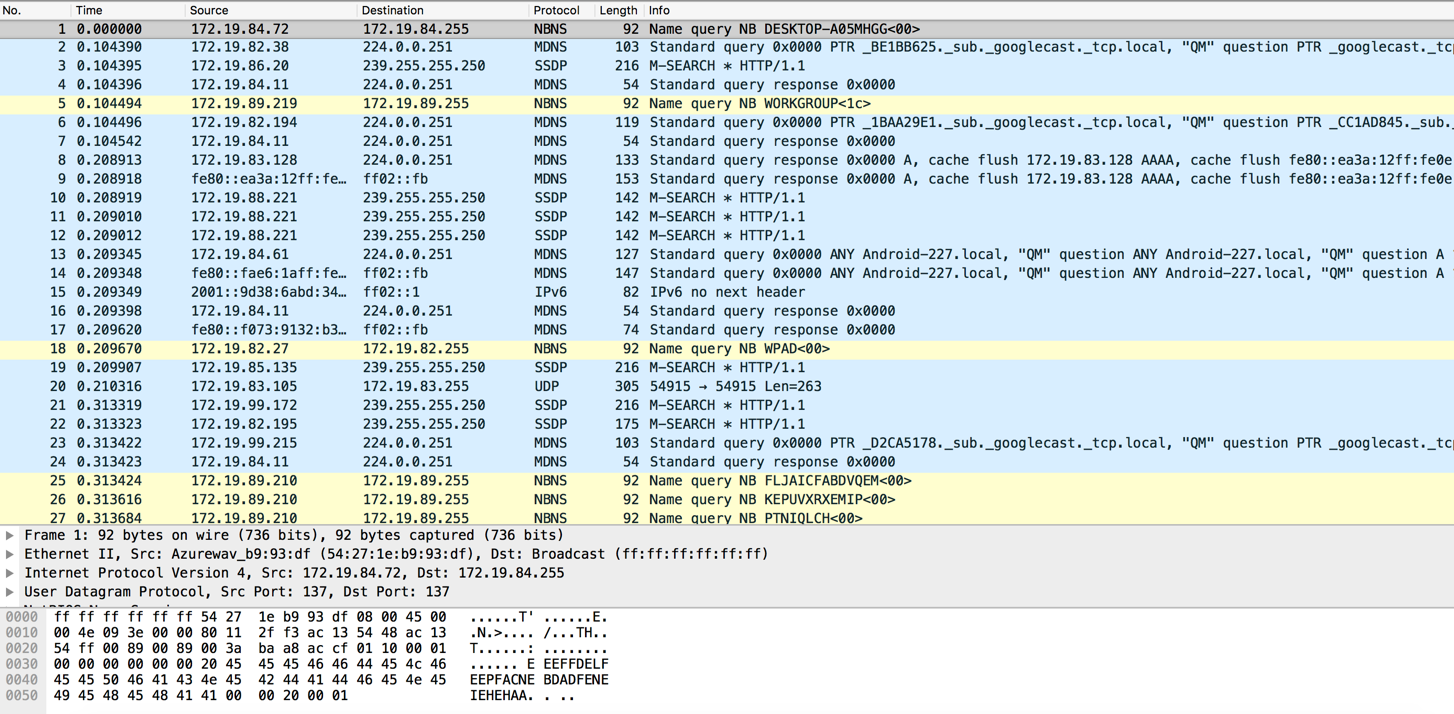 No. Time Source Destination Protocol Length Info
1 0.000000 172.19.84.72 172.19.84.255 NBNS 92 Name query NB DESKTOP-A05MHGG<00>
2 0.104390 172.19.82.38 224.0.0.251 MDNS 103 Standard query 0x0000 PTR _BE1BB625._sub._googlecast._tcp.local, "QM" question PTR _googlecast._tc
3 0.104395 172.19.86.20 239.255.255.250 SSDP 216 M-SEARCH * HTTP/1.1
4 0.104396 172.19.84.11 224.0.0.251 MDNS 54 Standard query response 0x0000
5 0.104494 172.19.89.219 172.19.89.255 NBNS 92 Name query NB WORKGROUP<1c>
6 0.104496 172.19.82.194 224.0.0.251 MDNS 119 Standard query 0x0000 PTR _1BAA29E1._sub._googlecast._tcp.local, "QM" question PTR _CC1AD845._sub.
7 0.104542 172.19.84.11 224.0.0.251 MDNS 54 Standard query response 0x0000
8 0.208913 172.19.83.128 224.0.0.251 MDNS 133 Standard query response 0x0000 A, cache flush 172.19.83.128 AAAA, cache flush fe80::ea3a:12ff:fe0e
9 0.208918 fe80::ea3a:12ff:fe… ff02::fb MDNS 153 Standard query response 0x0000 A, cache flush 172.19.83.128 AAAA, cache flush fe80::ea3a:12ff:fe0e
10 0.208919 172.19.88.221 239.255.255.250 SSDP 142 M-SEARCH * HTTP/1.1
11 0.209010 172.19.88.221 239.255.255.250 SSDP 142 M-SEARCH * HTTP/1.1
12 0.209012 172.19.88.221 239.255.255.250 SSDP 142 M-SEARCH * HTTP/1.1
13 0.209345 172.19.84.61 224.0.0.251 MDNS 127 Standard query 0x0000 ANY Android-227.local, "QM" question ANY Android-227.local, "QM" question A
14 0.209348 fe80::fae6:1aff:fe… ff02::fb MDNS 147 Standard query 0x0000 ANY Android-227.local, "QM" question ANY Android-227.local, "QM" question A
15 0.209349 2001::9d38:6abd:34… ff02::1 IPv6 82 IPv6 no next header
16 0.209398 172.19.84.11 224.0.0.251 MDNS 54 Standard query response 0x0000
17 0.209620 fe80::f073:9132:b3… ff02::fb MDNS 74 Standard query response 0x0000
18 0.209670 172.19.82.27 172.19.82.255 NBNS 92 Name query NB WPAD<00>
19 0.209907 172.19.85.135 239.255.255.250 SSDP 216 M-SEARCH * HTTP/1.1
20 0.210316 172.19.83.105 172.19.83.255 UDP 305 54915 → 54915 Len=263
21 0.313319 172.19.99.172 239.255.255.250 SSDP 216 M-SEARCH * HTTP/1.1
22 0.313323 172.19.82.195 239.255.255.250 SSDP 175 M-SEARCH * HTTP/1.1
23 0.313422 172.19.99.215 224.0.0.251 MDNS 103 Standard query 0x0000 PTR _D2CA5178._sub._googlecast._tcp.local, "QM" question PTR _googlecast._tc
24 0.313423 172.19.84.11 224.0.0.251 MDNS 54 Standard query response 0x0000
25 0.313424 172.19.89.210 172.19.89.255 NBNS 92 Name query NB FLJAICFABDVQEM<00>
26 0.313616 172.19.89.210 172.19.89.255 NBNS 92 Name query NB KEPUVXRXEMIP<00>
27 0.313684 172.19.89.210 172.19.89.255 NBNS 92 Name query NB PTNIQLCH<00>
Frame 1: 92 bytes on wire (736 bits), 92 bytes captured (736 bits)
Ethernet II, Src: Azurewav_b9:93:df (54:27:1e:b9:93:df), Dst: Broadcast (ff:ff:ff:ff:ff:ff)
Internet Protocol Version 4, Src: 172.19.84.72, Dst: 172.19.84.255
User Datagram Protocol, Src Port: 137, Dst Port: 137
0000 ff ff ff ff ff ff 54 27 1e b9 93 df 08 00 45 00 ......T' ......E.
0010 00 4e 09 3e 00 00 80 11 2f f3 ac 13 54 48 ac 13 .N.>.... /...TH..
0020 54 ff 00 89 00 89 00 3a ba a8 ac cf 01 10 00 01 T......: ........
0030 00 00 00 00 00 00 20 45 45 46 46 44 45 4c 46 ...... E EEFFDELF
0040 45 45 50 46 41 43 4e 45 42 44 41 44 46 45 4e 45 EEPFACNE BDADFENE
0050 49 45 48 45 48 41 41 00 00 20 00 01 IEHEHAA. . ..